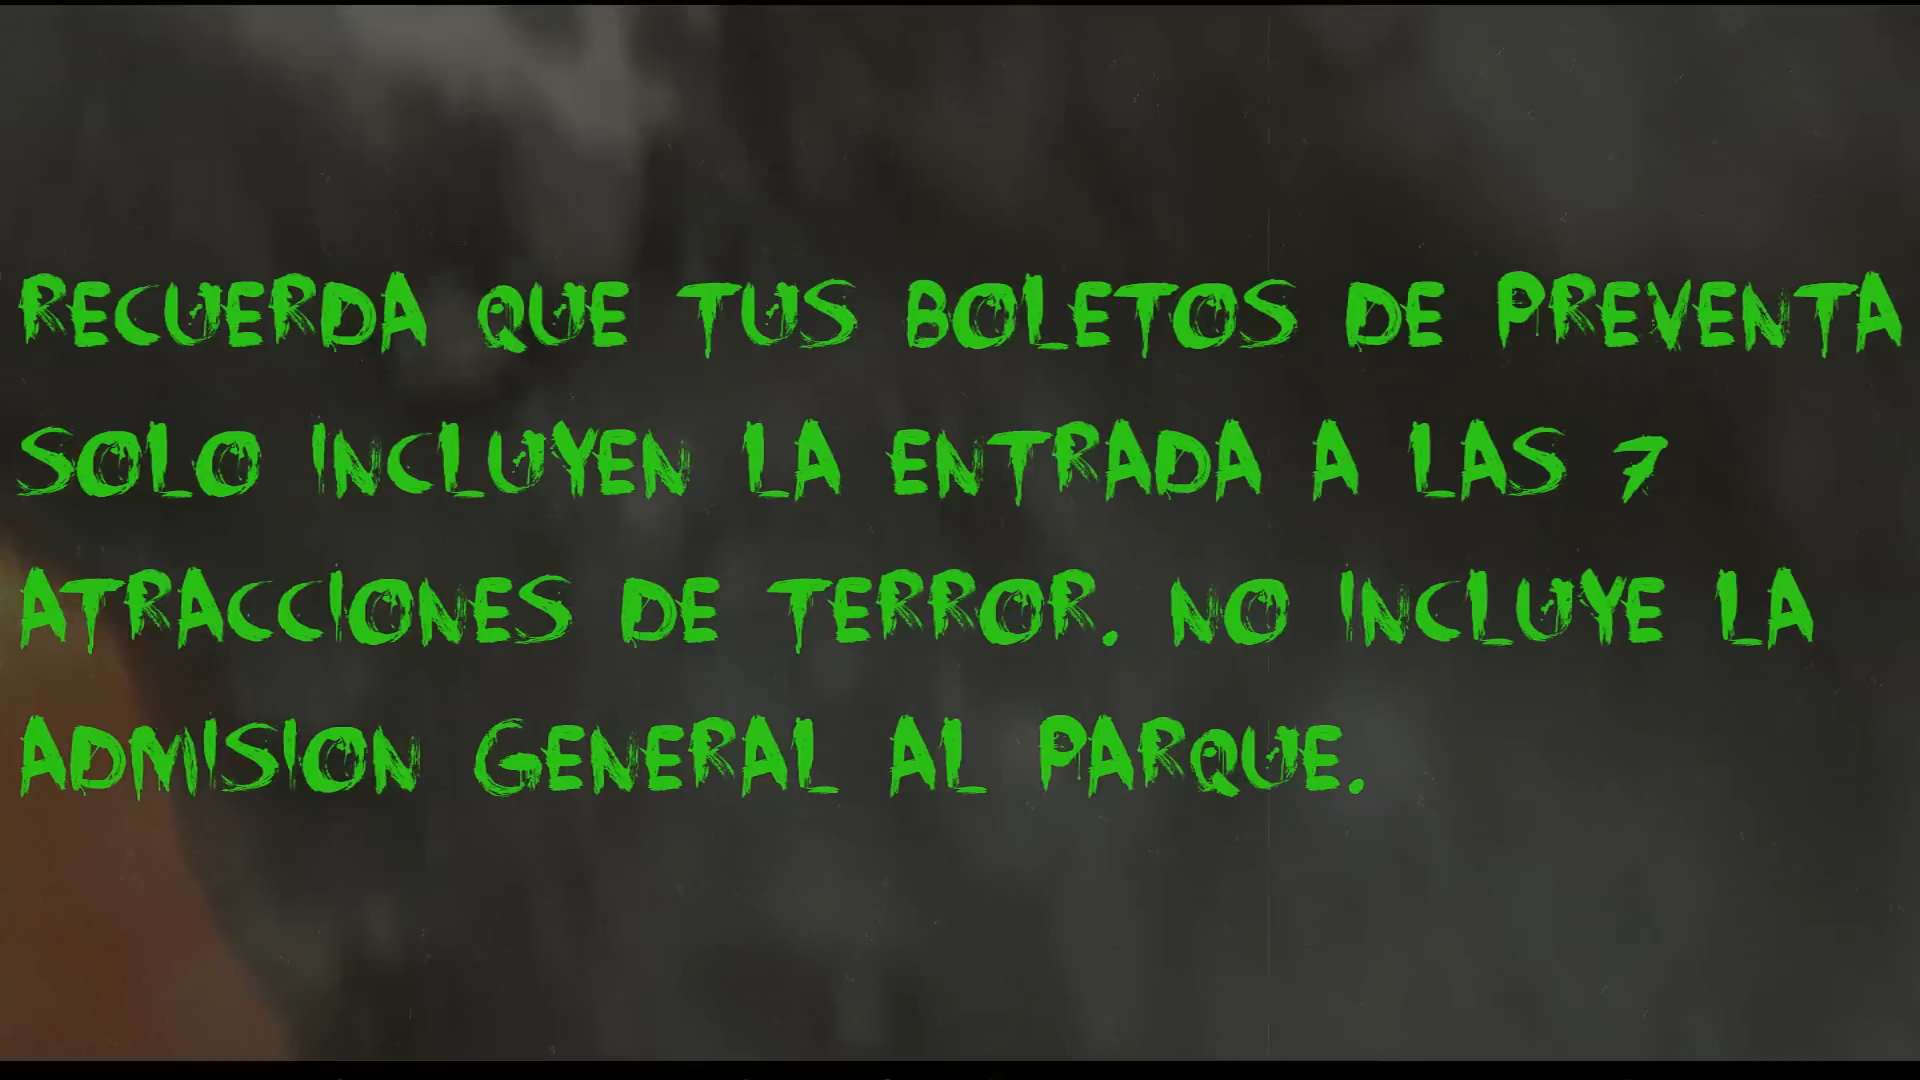 RECUERDA QUE TUS BOLETOS DE PREVENTA
SOLO INCLUYEN LA ENTRADA A LAS 7
ATRACCIONES DE TERROR. NO INCLUYE LA
ADMISION GENERAL AL PARQUE.